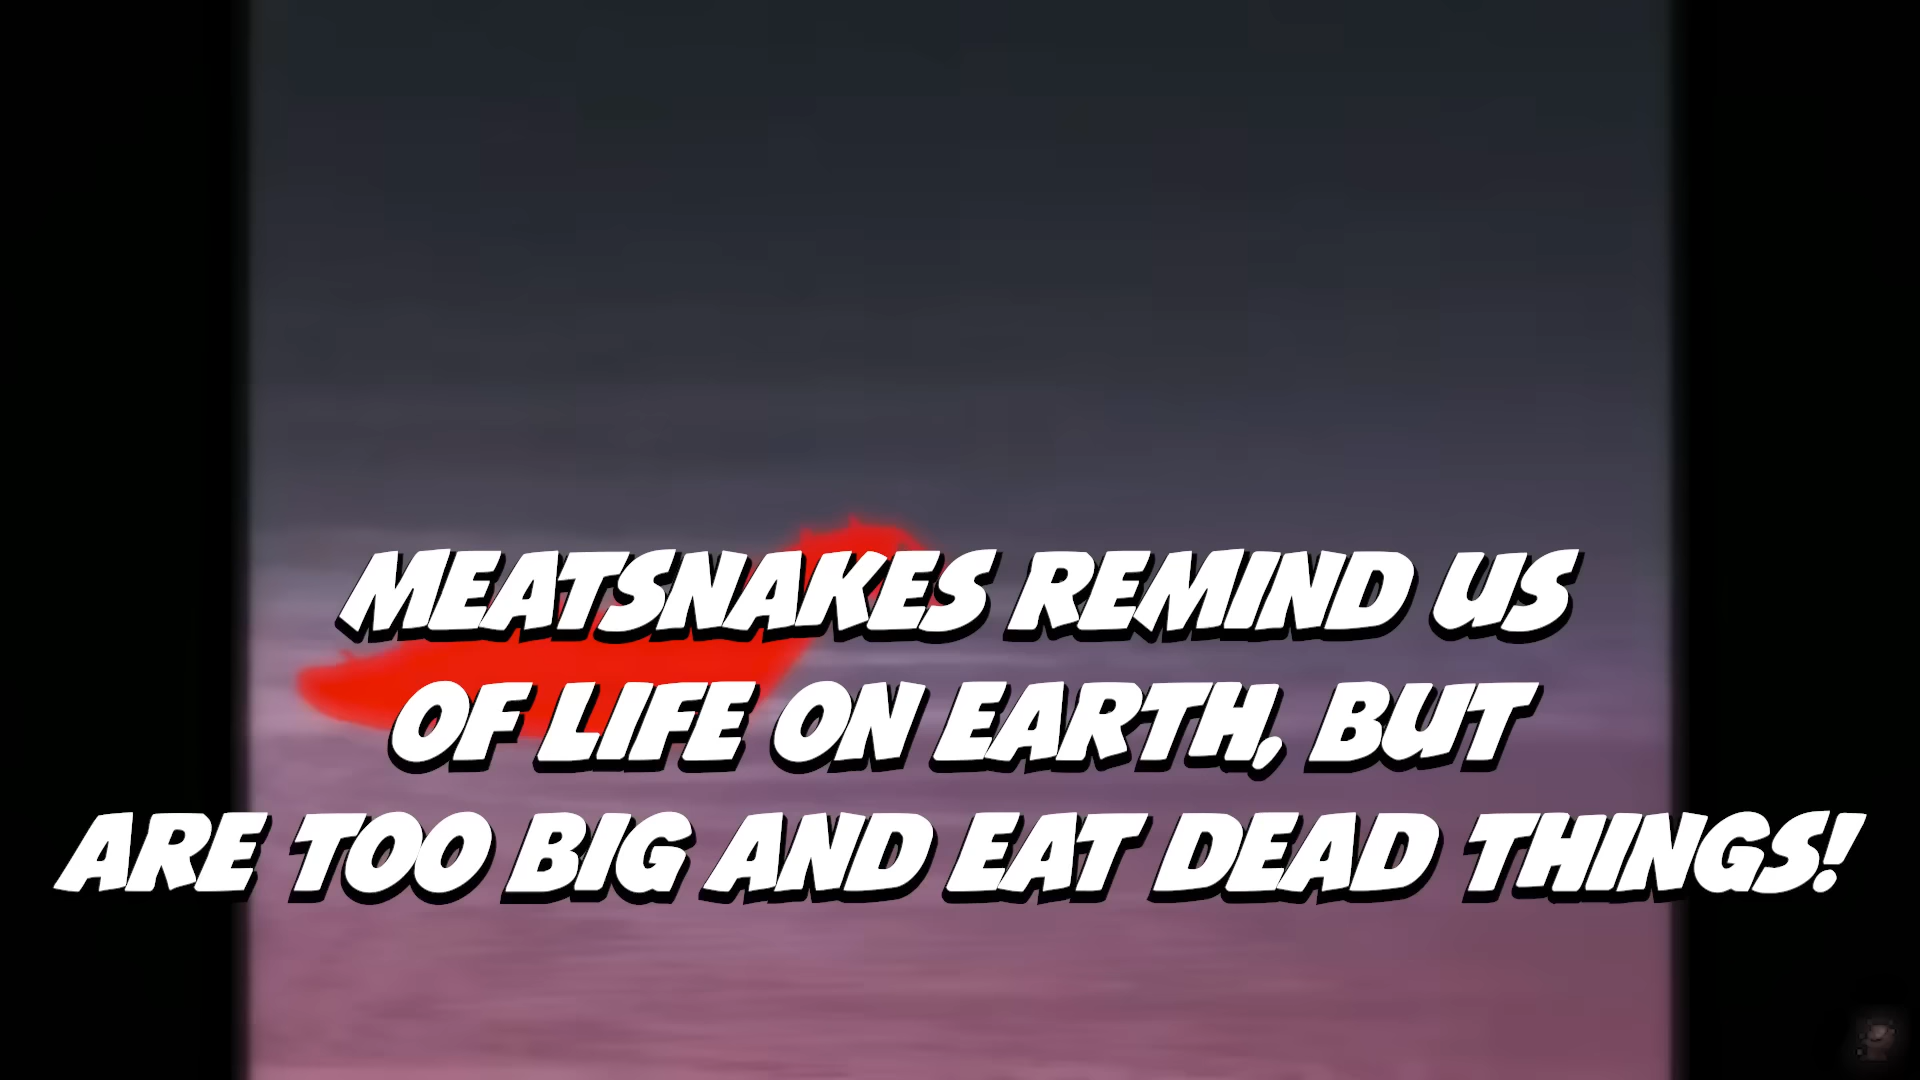 MEATSNAKES REMIND US
OF LIFE ON EARTH, BUT
ARE TOO BIG AND EAT DEAD THINGS!